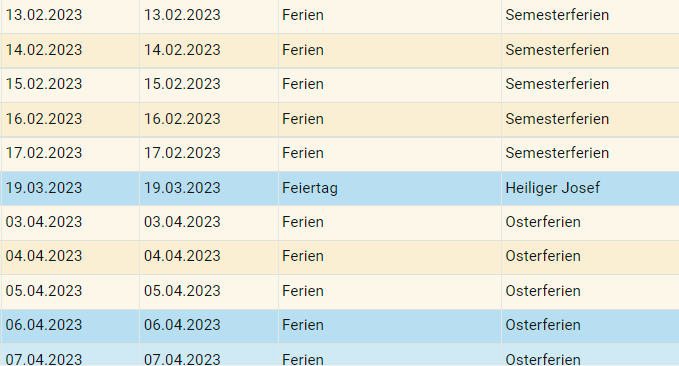 13.02.2023 13.02.2023 Ferien Semesterferien
14.02.2023 14.02.2023 Ferien Semesterferien
15.02.2023 15.02.2023 Ferien Semesterferien
16.02.2023 16.02.2023 Ferien Semesterferien
17.02.2023 17.02.2023 Ferien Semesterferien
19.03.2023 19.03.2023 Feiertag Heiliger Josef
03.04.2023 03.04.2023 Ferien Osterferien
04.04.2023 04.04.2023 Ferien Osterferien
05.04.2023 05.04.2023 Ferien Osterferien
06.04.2023 06.04.2023 Ferien Osterferien
07.04.2023 07.04.2023 Ferien Osterferien